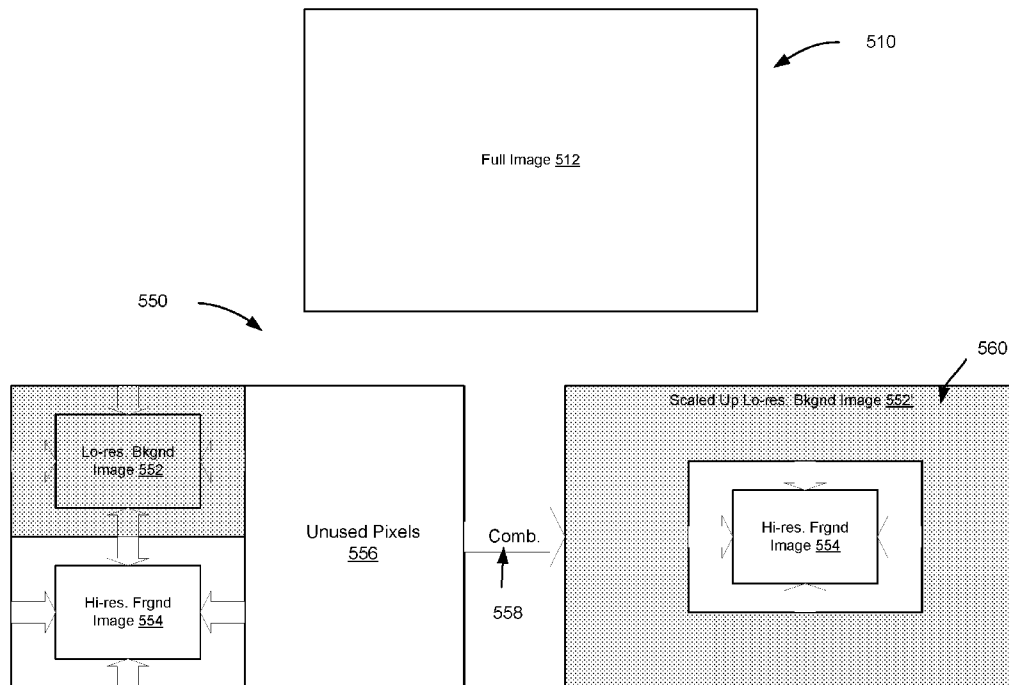 510
Full Image 512
550
560
Scaled Up Lo-res. Bkgnd Image 552'
Lo-res. Bkgnd
Image 552
Unused Pixels
556
Comb.
558
Hi-res. Frgnd
Image 554
Hi-res. Frgnd
Image 554